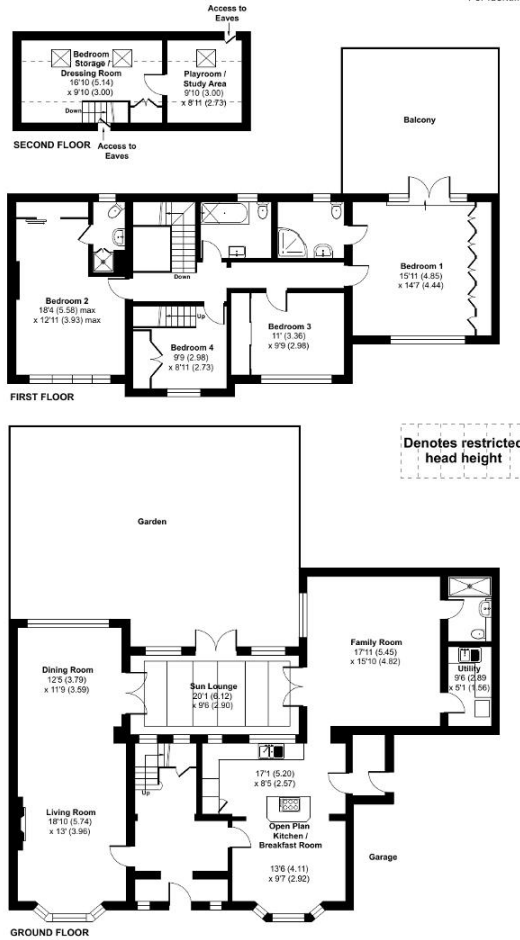 Access to
Eaves
Bedroom
Storage /
Dressing Room
16'10 (5.14)
x 9'10 (3.00)
Playroom /
Study Area
9'10 (3.00)
x 8'11 (2.73)
Down
SECOND FLOOR
Access to
Eaves
Balcony
Bedroom 2
18'4 (5.58) max
x 12'11 (3.93) max
Down
Bedroom 1
15'11 (4.85)
x 14'7 (4.44)
Up
Bedroom 4
9'9 (2.98)
x 8'11 (2.73)
Bedroom 3
11' (3.36)
x 9'9 (2.98)
FIRST FLOOR
Denotes restricted
head height
Garden
Dining Room
12'5 (3.79)
x 11'9 (3.59)
Sun Lounge
20'1 (6.12)
x 9'6 (2.90)
Family Room
17'11 (5.45)
x 15'10 (4.82)
Utility
9'6 (2.89
x 5'1 (1.56)
Up
17'1 (5.20)
x 8'5 (2.57)
Living Room
18'10 (5.74)
x 13' (3.96)
Open Plan
Kitchen /
Breakfast Room
13'6 (4.11)
x 9'7 (2.92)
Garage
GROUND FLOOR